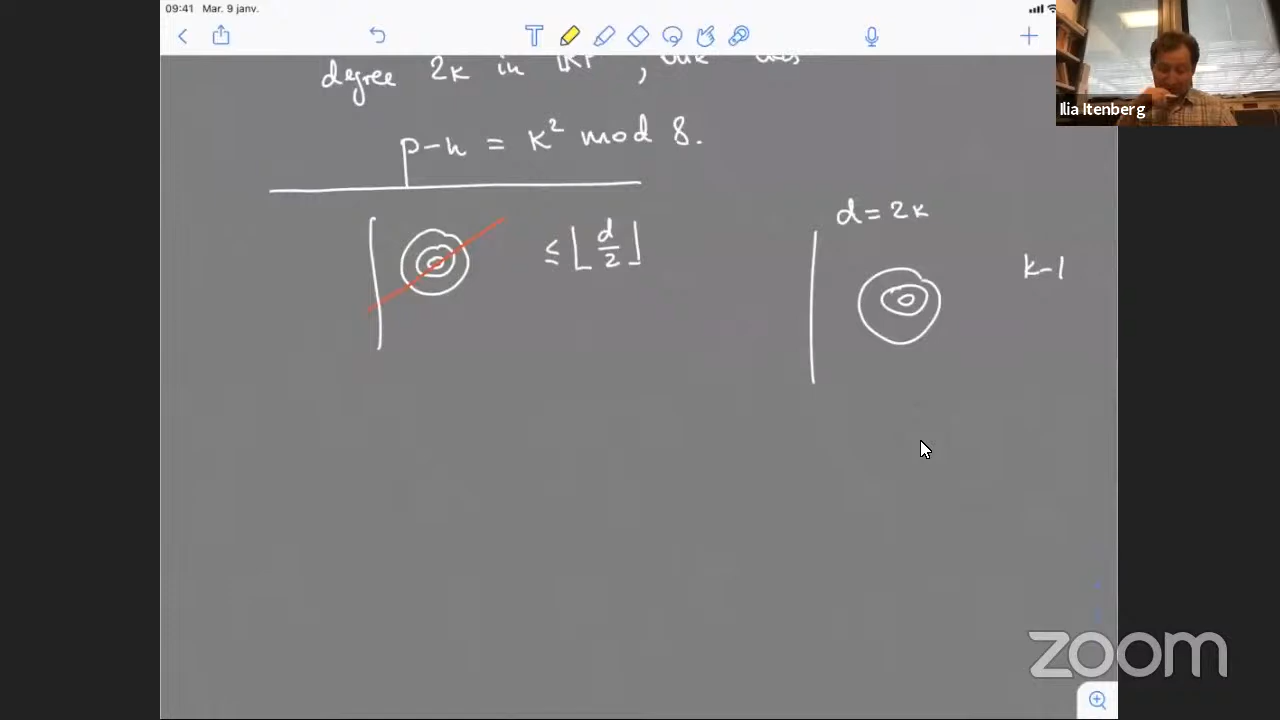 09:41 Mar. 9 janv.
Ilia Itenberg
degree 2k in
p-n = k² mod 8.
≤ ⌊d/2⌋
d = 2k
k-1
zoom